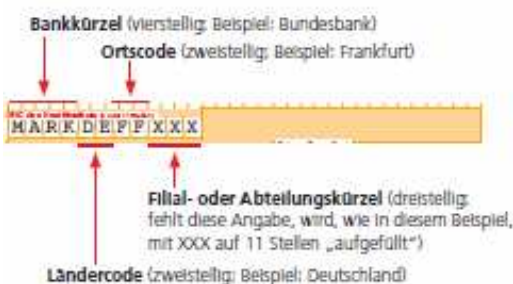 Bankkürzel (vierstellig; Beispiel: Bundesbank)
Ortscode (zweistellig; Beispiel: Frankfurt)
MARKDEFFXXX
Filial- oder Abteilungskürzel (dreistellig;
fehlt diese Angabe, wird, wie in diesem Beispiel,
mit XXX auf 11 Stellen „aufgefüllt“)
Ländercode (zweistellig; Beispiel: Deutschland)